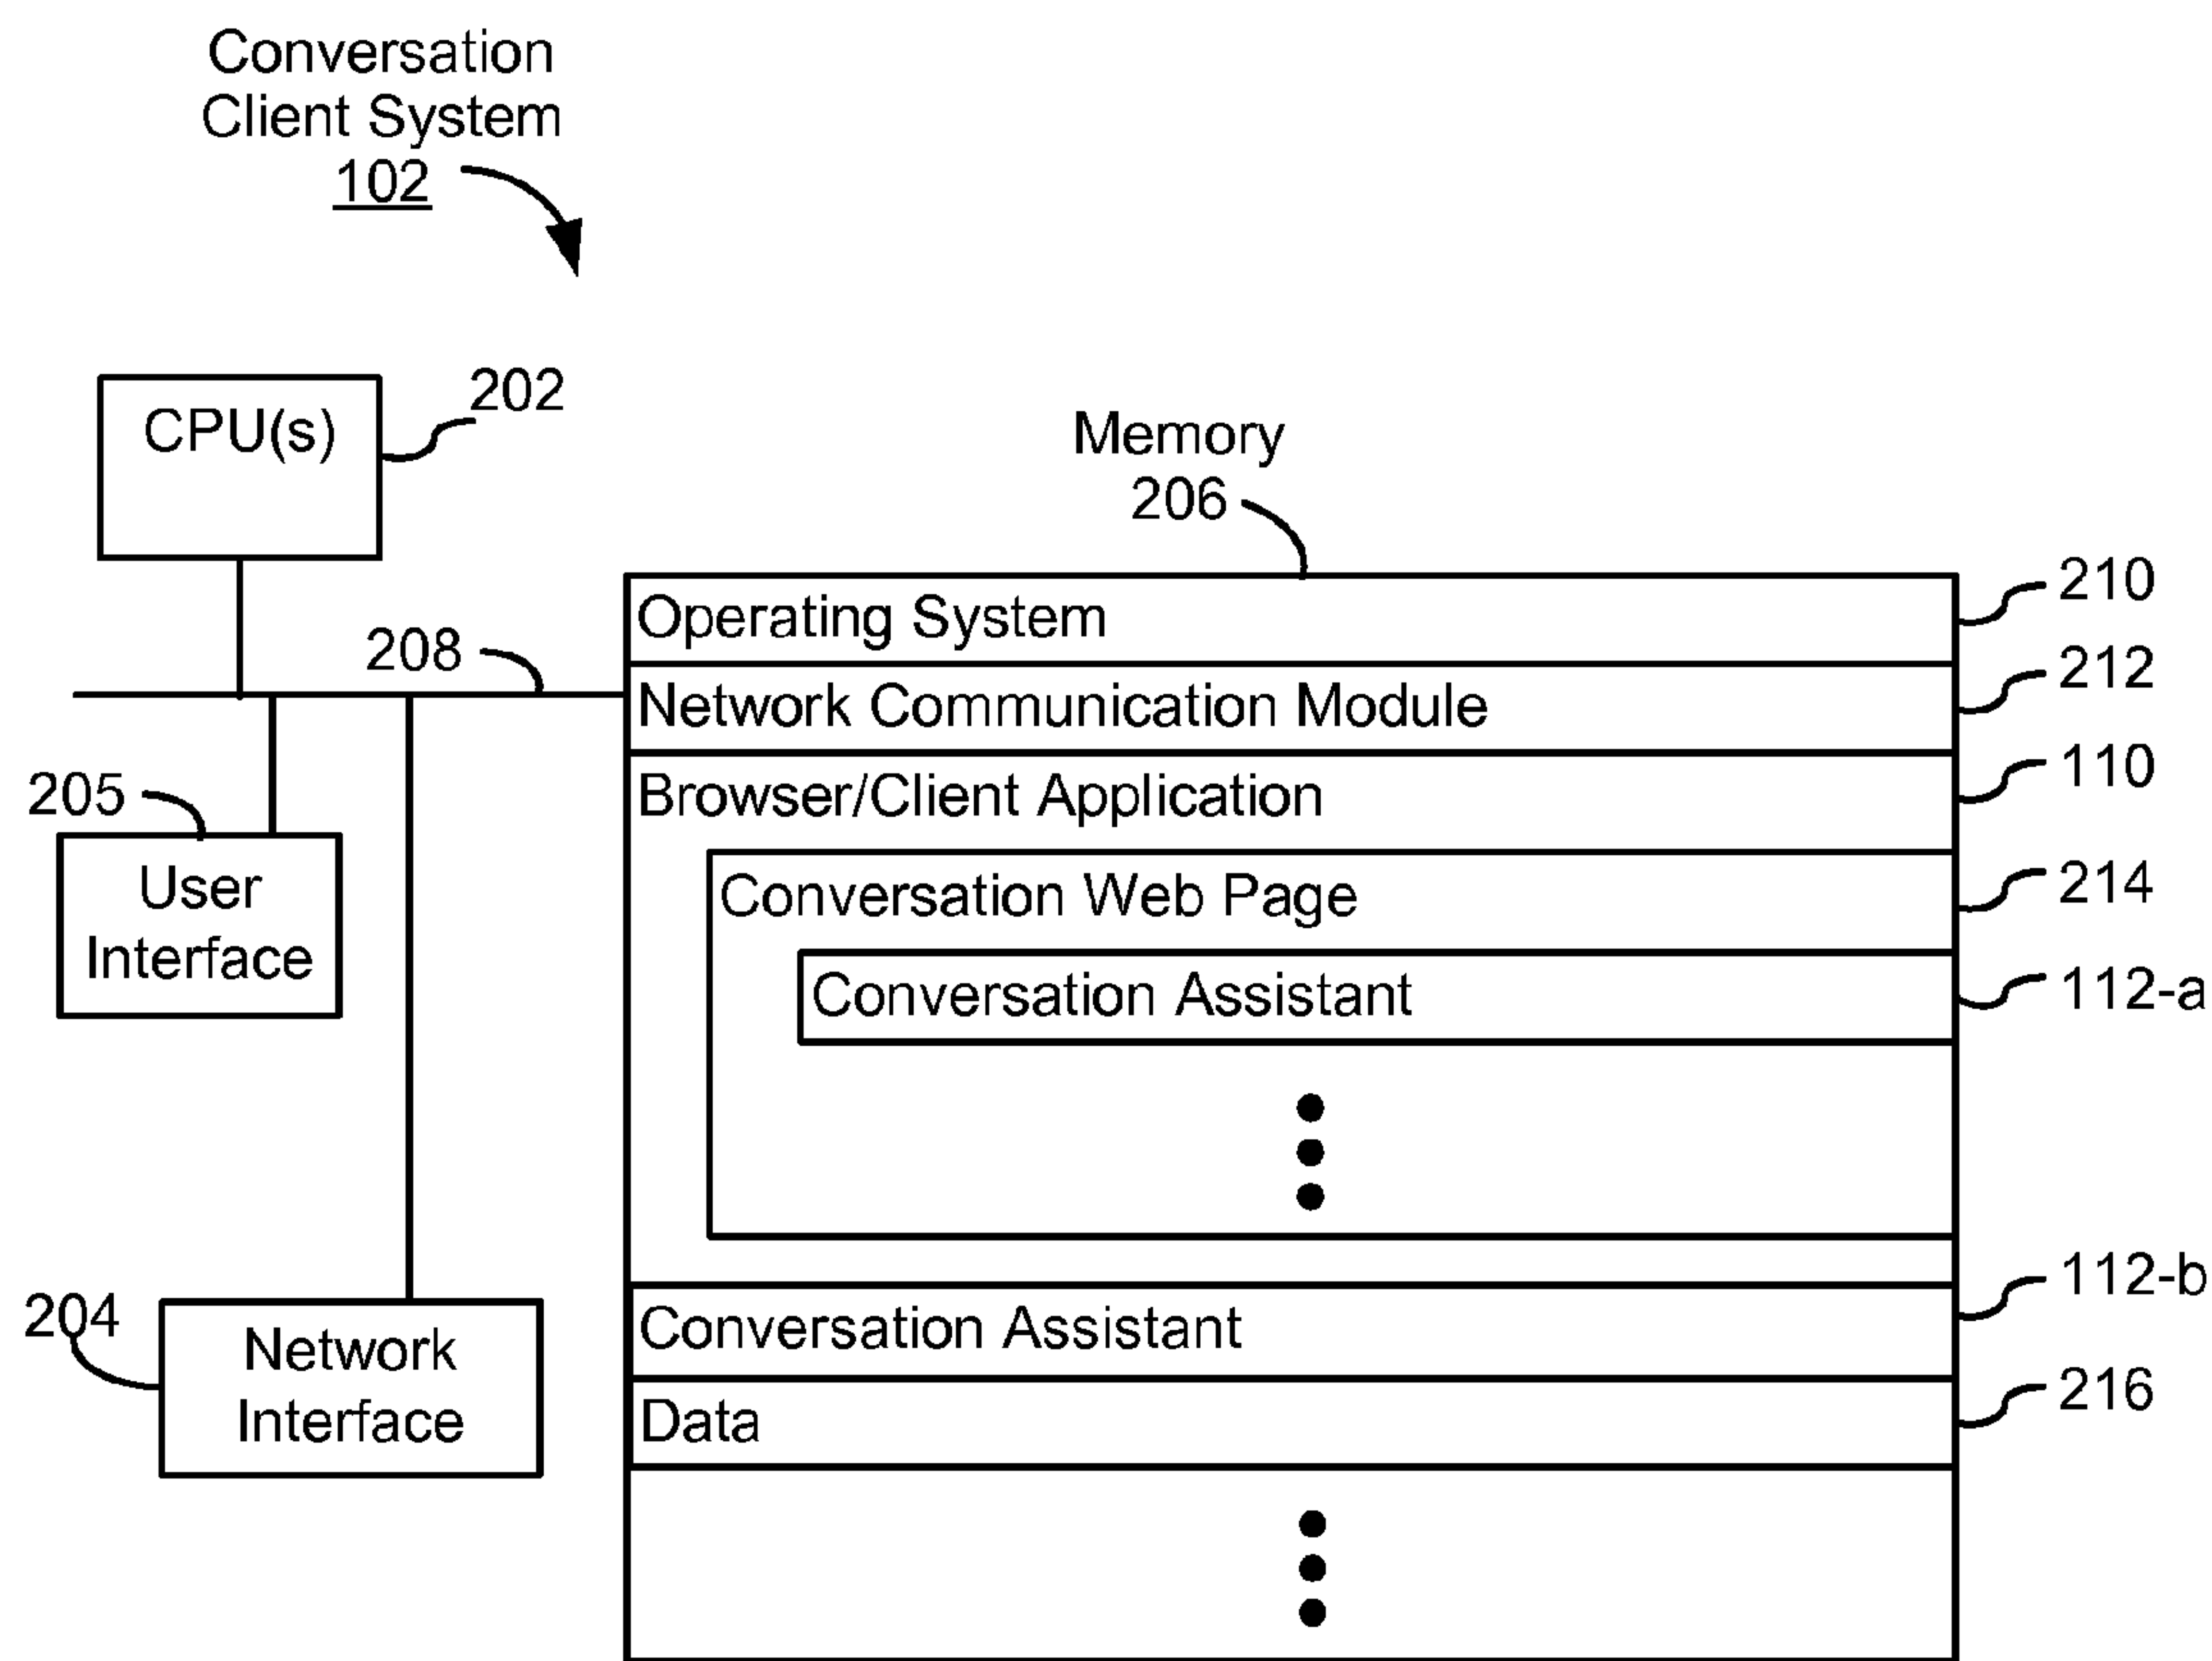 Conversation
Client System
102
CPU(s)
202
Memory
206
Operating System
210
208
Network Communication Module
212
Browser/Client Application
110
205
User
Interface
Conversation Web Page
214
Conversation Assistant
112-a
204
Network
Interface
Conversation Assistant
112-b
Data
216